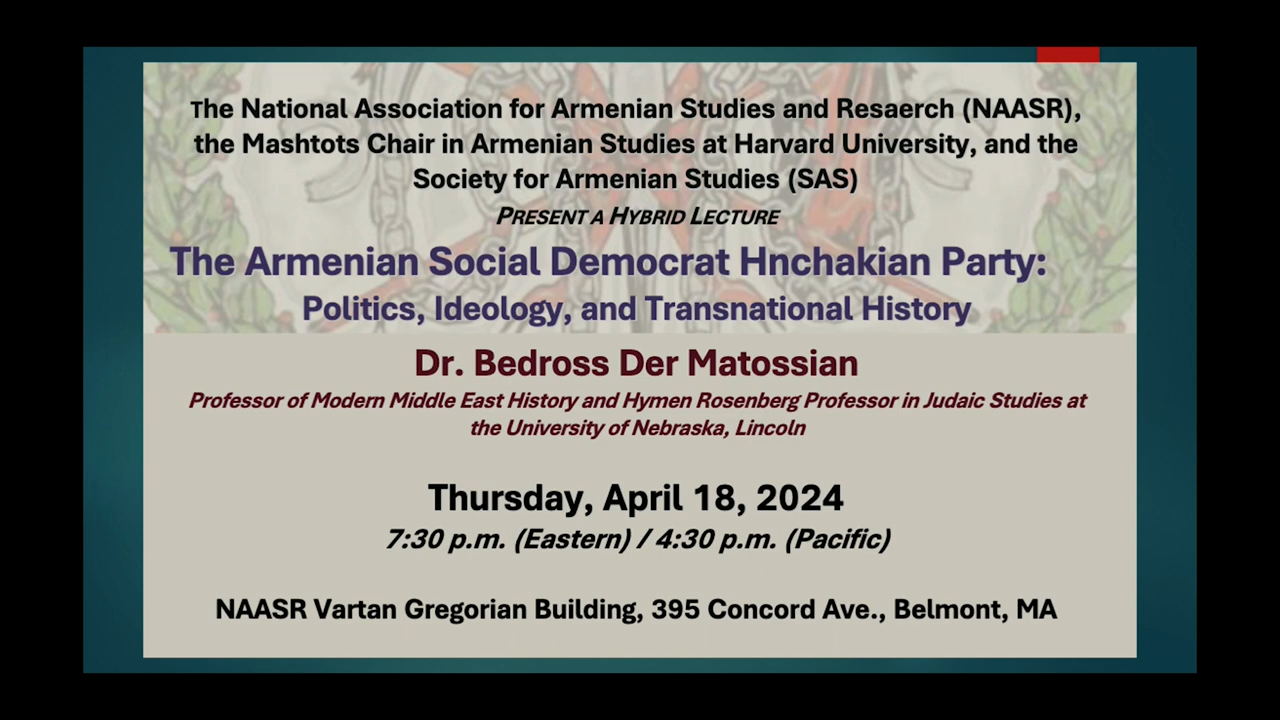 The National Association for Armenian Studies and Resaerch (NAASR),
the Mashtots Chair in Armenian Studies at Harvard University, and the
Society for Armenian Studies (SAS)
PRESENT A HYBRID LECTURE
The Armenian Social Democrat Hnchakian Party:
Politics, Ideology, and Transnational History
Dr. Bedross Der Matossian
Professor of Modern Middle East History and Hymen Rosenberg Professor in Judaic Studies at
the University of Nebraska, Lincoln
Thursday, April 18, 2024
7:30 p.m. (Eastern) / 4:30 p.m. (Pacific)
NAASR Vartan Gregorian Building, 395 Concord Ave., Belmont, MA